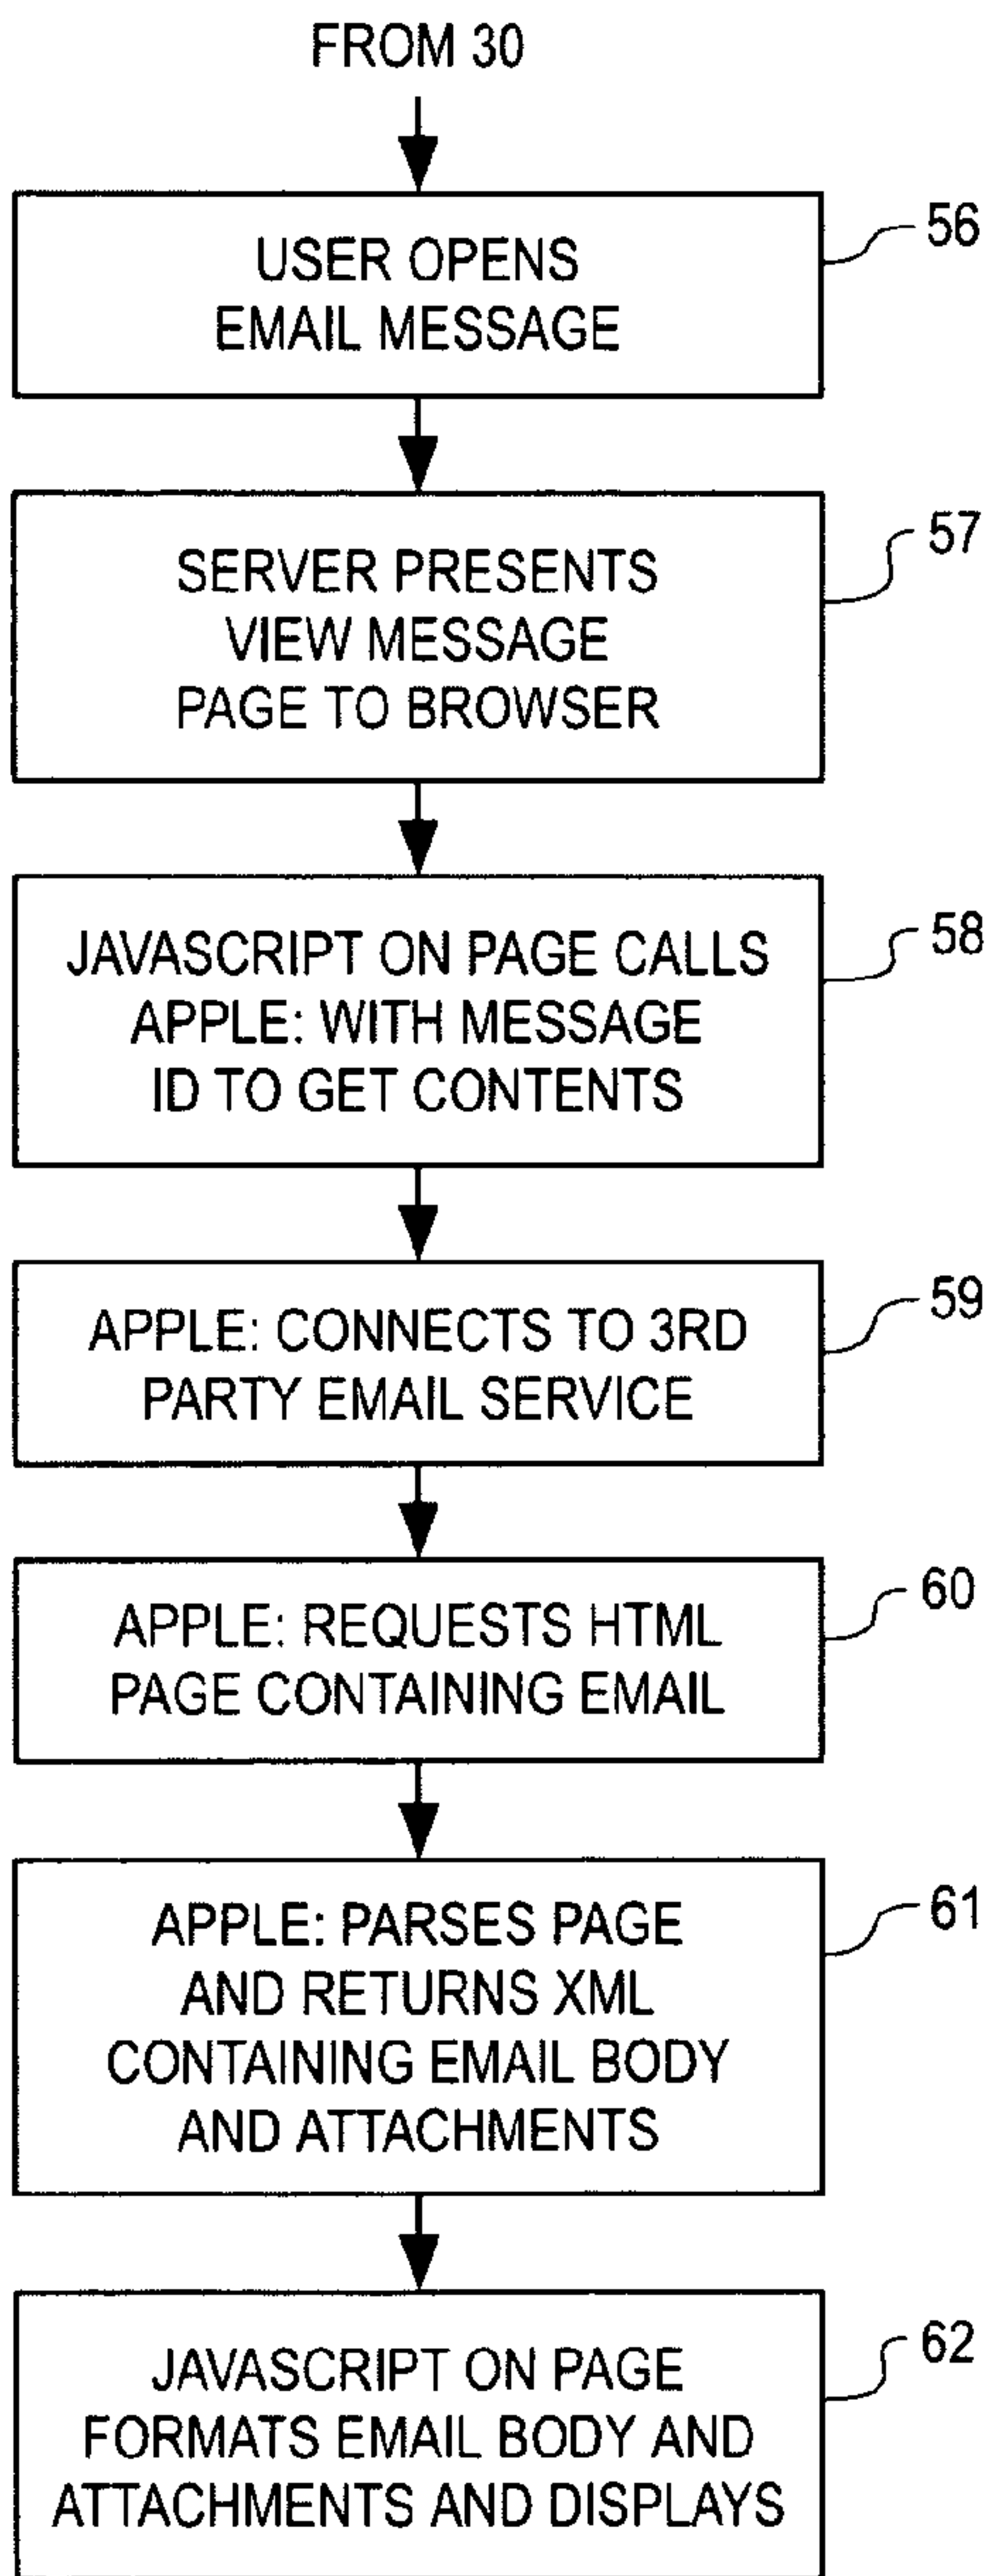 FROM 30
56
USER OPENS
EMAIL MESSAGE
57
SERVER PRESENTS
VIEW MESSAGE
PAGE TO BROWSER
58
JAVASCRIPT ON PAGE CALLS
APPLE: WITH MESSAGE
ID TO GET CONTENTS
59
APPLE: CONNECTS TO 3RD
PARTY EMAIL SERVICE
60
APPLE: REQUESTS HTML
PAGE CONTAINING EMAIL
61
APPLE: PARSES PAGE
AND RETURNS XML
CONTAINING EMAIL BODY
AND ATTACHMENTS
62
JAVASCRIPT ON PAGE
FORMATS EMAIL BODY AND
ATTACHMENTS AND DISPLAYS